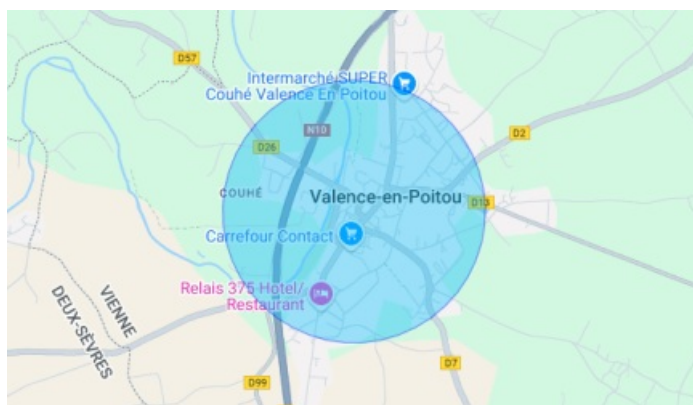 D57
Intermarché SUPER
Couhé Valence En Poitou
N10
D2
D26
COUHÉ
Valence-en-Poitou
D13
Carrefour Contact
Relais 375 Hotel/
Restaurant
VIENNE
DEUX-SÈVRES
D7
D99